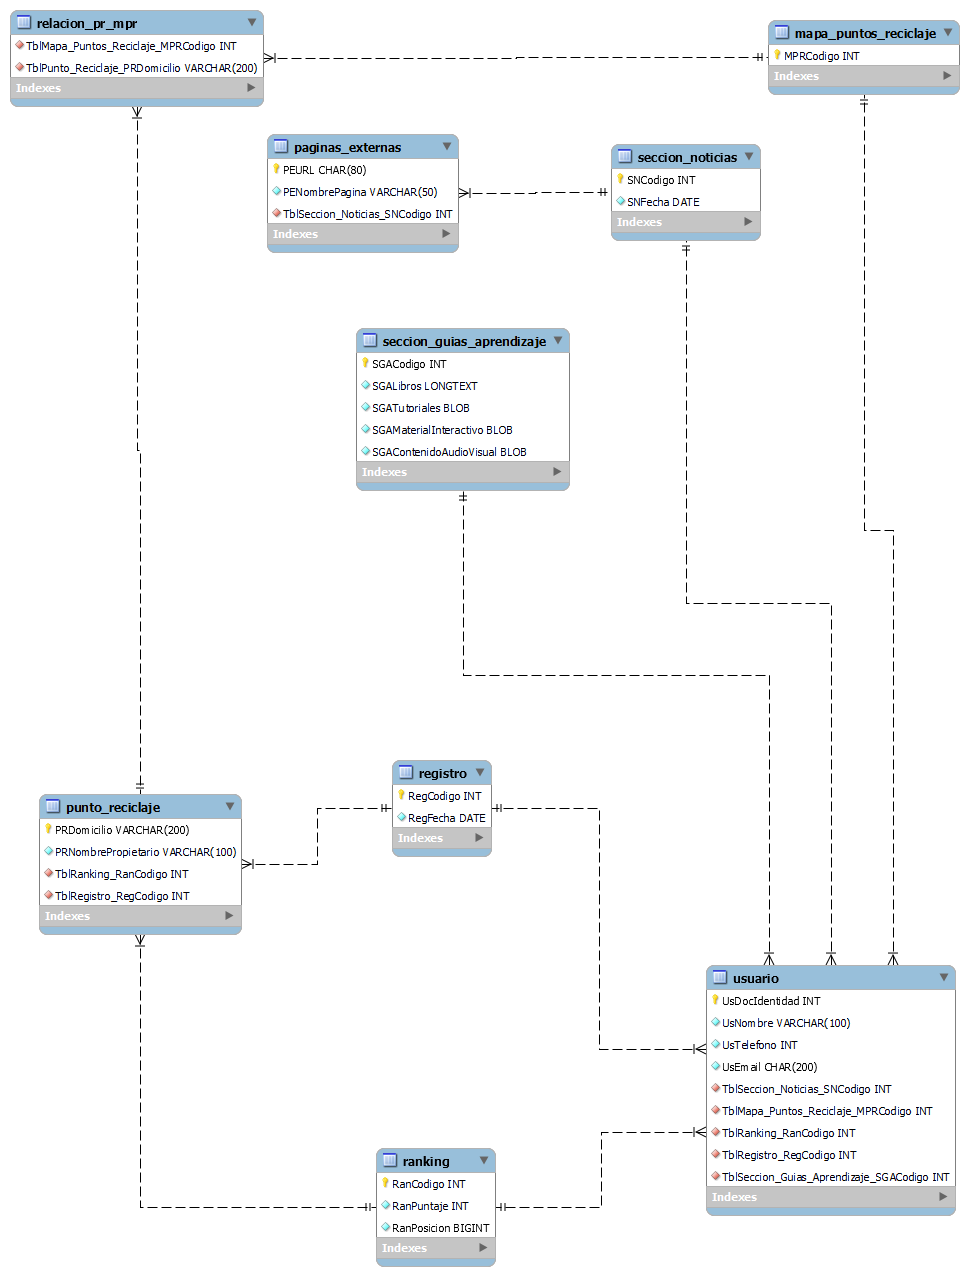 relacion_pr_mpr
TblMapa_Puntos_Reciclaje_MPRCodigo INT
TblPunto_Reciclaje_PRDomicilio VARCHAR(200)
Indexes
mapa_puntos_reciclaje
MPRCodigo INT
Indexes
paginas_externas
PEURL CHAR(80)
PENombrePagina VARCHAR(50)
TblSeccion_Noticias_SNCodigo INT
Indexes
seccion_noticias
SNCodigo INT
SNFecha DATE
Indexes
seccion_guias_aprendizaje
SGACodigo INT
SGALibros LONGTEXT
SGATutoriales BLOB
SGAMaterialInteractivo BLOB
SGAContenidoAudioVisual BLOB
Indexes
registro
RegCodigo INT
RegFecha DATE
Indexes
punto_reciclaje
PRDomicilio VARCHAR(200)
PRNombrePropietario VARCHAR(100)
TblRanking_RanCodigo INT
TblRegistro_RegCodigo INT
Indexes
usuario
UsDocIdentidad INT
UsNombre VARCHAR(100)
UsTelefono INT
UsEmail CHAR(200)
TblSeccion_Noticias_SNCodigo INT
TblMapa_Puntos_Reciclaje_MPRCodigo INT
TblRanking_RanCodigo INT
TblRegistro_RegCodigo INT
TblSeccion_Guias_Aprendizaje_SGACodigo INT
Indexes
ranking
RanCodigo INT
RanPuntaje INT
RanPosicion BIGINT
Indexes